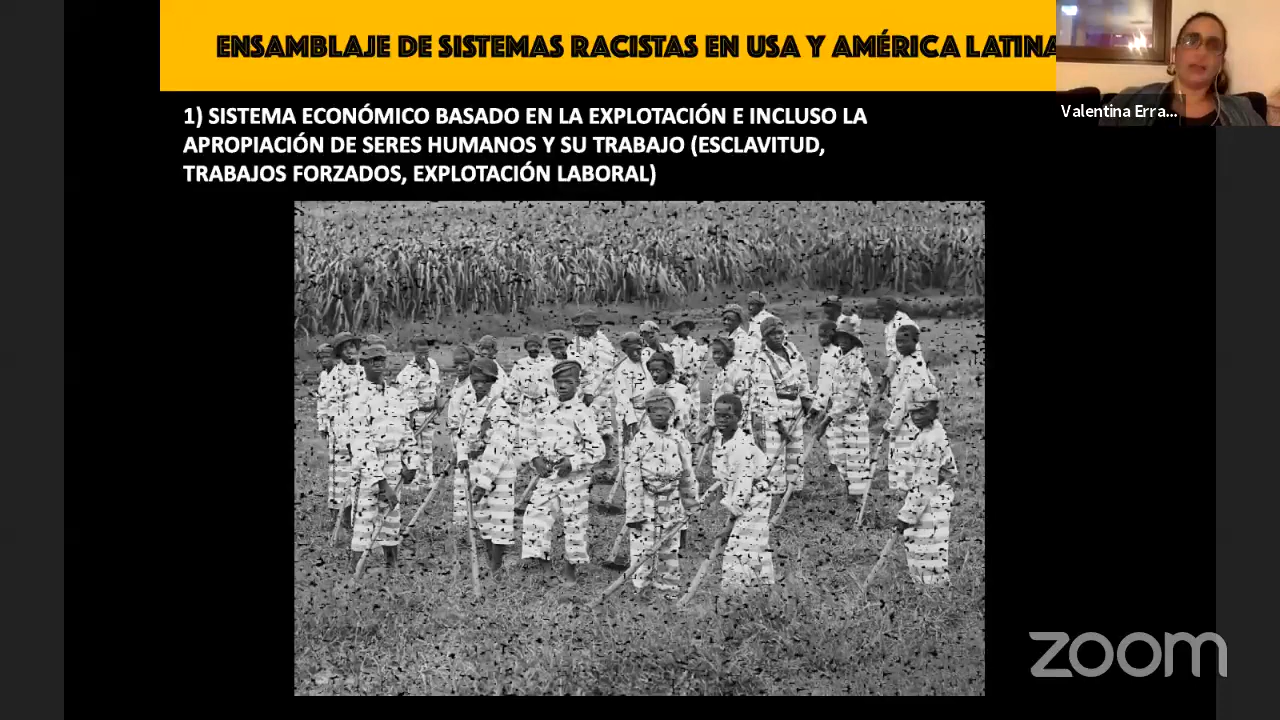 ENSAMBLAJE DE SISTEMAS RACISTAS EN USA Y AMÉRICA LATINA
Valentina Erra...
1) SISTEMA ECONÓMICO BASADO EN LA EXPLOTACIÓN E INCLUSO LA
APROPIACIÓN DE SERES HUMANOS Y SU TRABAJO (ESCLAVITUD,
TRABAJOS FORZADOS, EXPLOTACIÓN LABORAL)
zoom